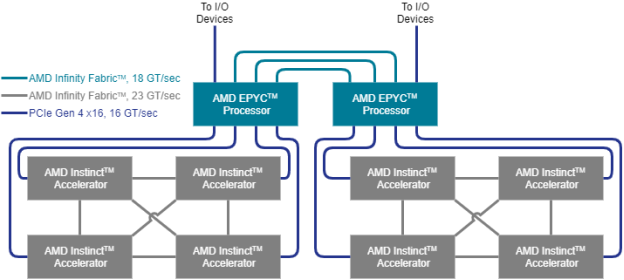 To I/O
Devices
To I/O
Devices
AMD Infinity Fabric™, 18 GT/sec
AMD Infinity Fabric™, 23 GT/sec
PCIe Gen 4 x16, 16 GT/sec
AMD EPYC™
Processor
AMD EPYC™
Processor
AMD Instinct™
Accelerator
AMD Instinct™
Accelerator
AMD Instinct™
Accelerator
AMD Instinct™
Accelerator
AMD Instinct™
Accelerator
AMD Instinct™
Accelerator
AMD Instinct™
Accelerator
AMD Instinct™
Accelerator